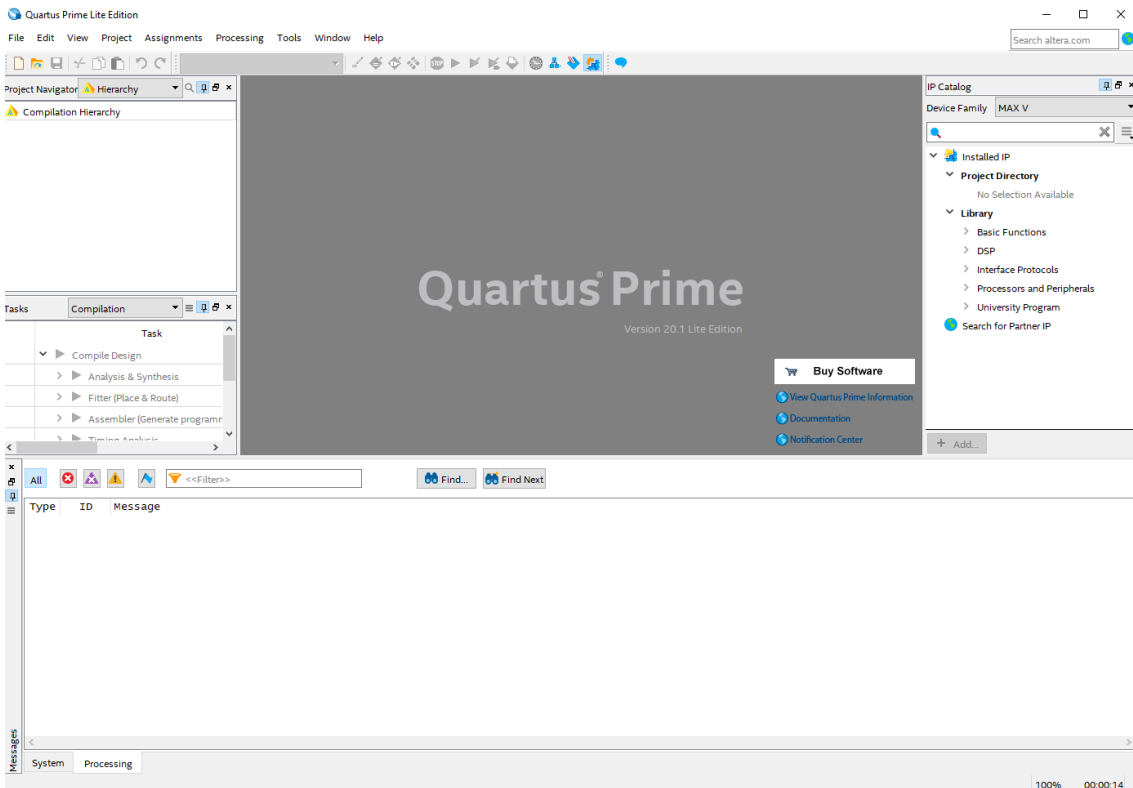 Quartus Prime Lite Edition
File Edit View Project Assignments Processing Tools Window Help
Search altera.com
Project Navigator Hierarchy
Compilation Hierarchy
Tasks Compilation
Task
Compile Design
Analysis & Synthesis
Fitter (Place & Route)
Assembler (Generate programm
Timing Analysis
Quartus® Prime
Version 20.1 Lite Edition
Buy Software
View Quartus Prime Information
Documentation
Notification Center
IP Catalog
Device Family MAX V
Installed IP
Project Directory
No Selection Available
Library
Basic Functions
DSP
Interface Protocols
Processors and Peripherals
University Program
Search for Partner IP
+ Add...
All <<Filter>> Find... Find Next
Type ID Message
Messages
System Processing
100% 00:00:14